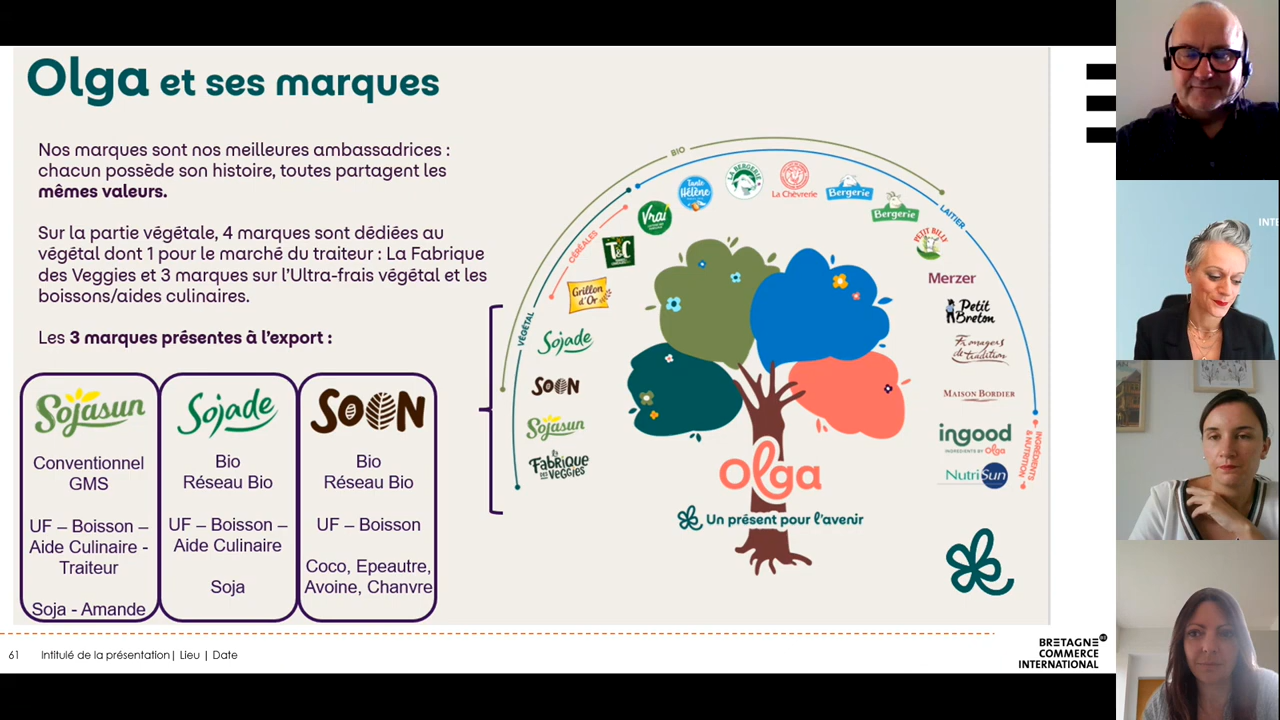 Olga et ses marques
Nos marques sont nos meilleures ambassadrices :
chacun possède son histoire, toutes partagent les
mêmes valeurs.
Sur la partie végétale, 4 marques sont dédiées au
végétal dont 1 pour le marché du traiteur : La Fabrique
des Veggies et 3 marques sur l'Ultra-frais végétal et les
boissons/aides culinaires.
Les 3 marques présentes à l'export :
Sojasun
Conventionnel
GMS
UF – Boisson –
Aide Culinaire -
Traiteur
Soja - Amande
Sojade
Bio
Réseau Bio
UF – Boisson –
Aide Culinaire
Soja
SOON
Bio
Réseau Bio
UF – Boisson
Coco, Epeautre,
Avoine, Chanvre
BIO
VÉGÉTAL
CÉRÉALES
LAITIER
INGRÉDIENTS
& NUTRITION
La Fabrique
des Veggies
Sojasun
SOON
Sojade
Grillon
d'Or
T&C
Vrai
Tante
Hélène
LA BERGERIE
La Chèvrerie
Bergerie
Bergerie
PETIT BILLY
Merzer
Petit
Breton
Fromagers
de tradition
MAISON BORDIER
ingood
INGREDIENTS BY Olga
NutriSun
Olga
Un présent pour l'avenir
61 Intitulé de la présentation| Lieu | Date
BRETAGNE
COMMERCE
INTERNATIONAL
INTE